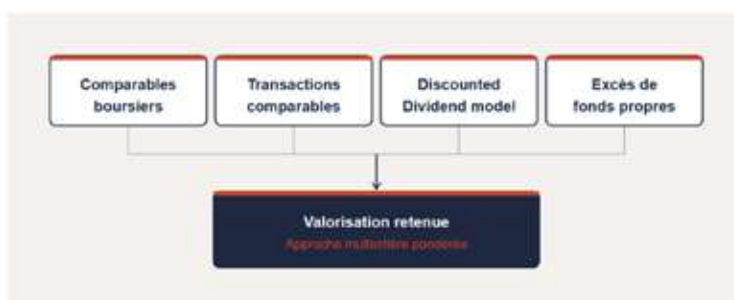 Comparables
boursiers
Transactions
comparables
Discounted
Dividend model
Excès de
fonds propres
Valorisation retenue
Approche multicritère pondérée